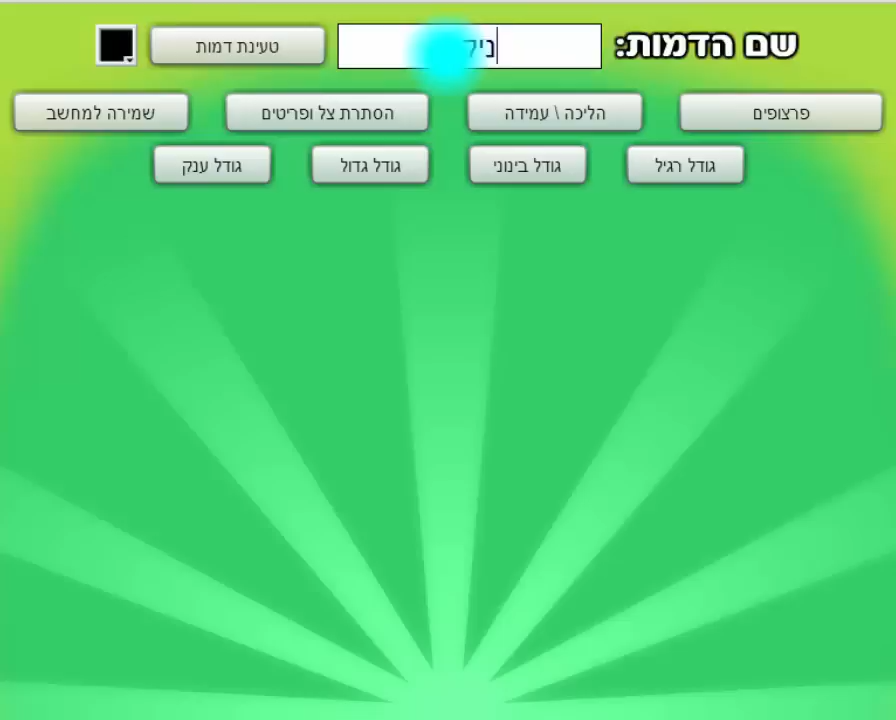 שם הדמות: ניק טעינת דמות
פרצופים הליכה \ עמידה הסתרת צל ופריטים שמירה למחשב
גודל רגיל גודל בינוני גודל גדול גודל ענק